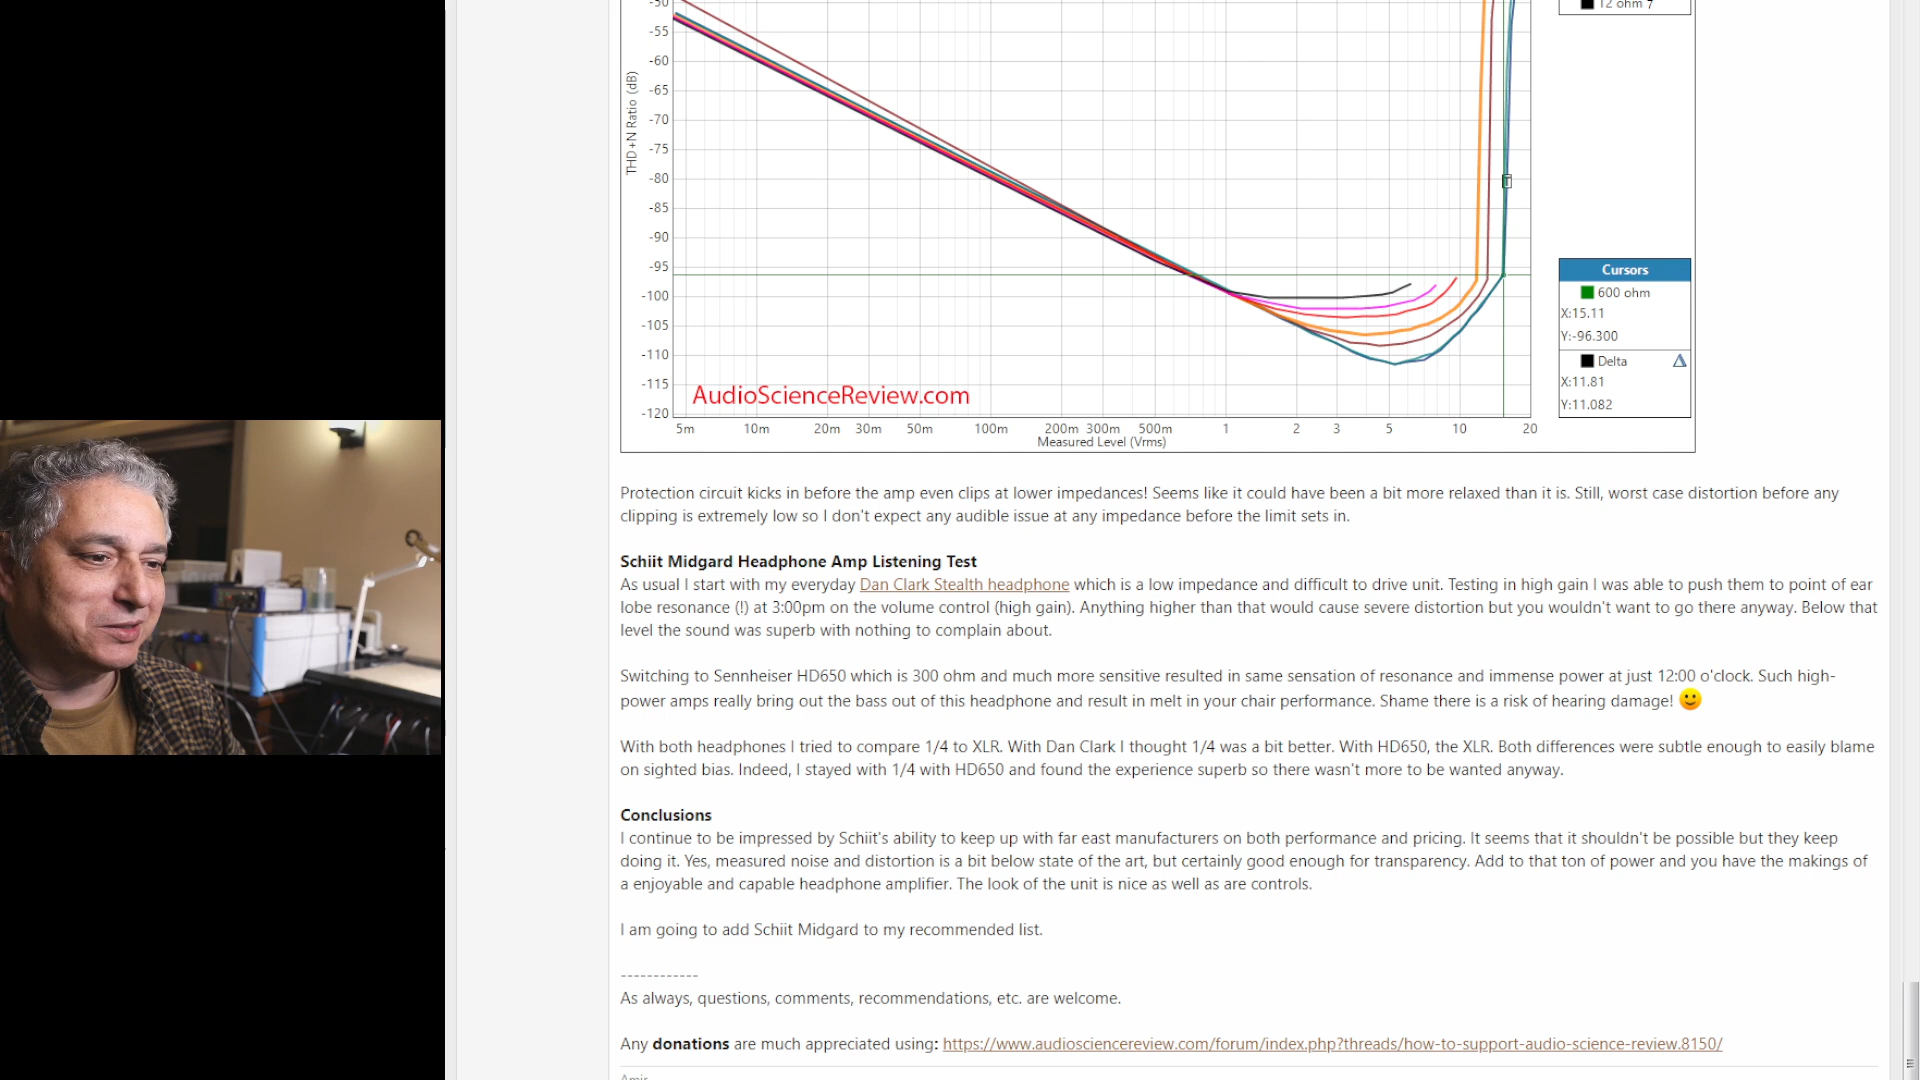 -50
12 ohm 7
-55
-60
-65
-70
-75
-80
-85
-90
-95
-100
-105
-110
-115
-120
THD+N Ratio (dB)
Cursors
600 ohm
X:15.11
Y:-96.300
Delta
X:11.81
Y:11.082
T
AudioScienceReview.com
5m 10m 20m 30m 50m 100m 200m 300m 500m 1 2 3 5 10 20
Measured Level (Vrms)
Protection circuit kicks in before the amp even clips at lower impedances! Seems like it could have been a bit more relaxed than it is. Still, worst case distortion before any
clipping is extremely low so I don't expect any audible issue at any impedance before the limit sets in.
Schiit Midgard Headphone Amp Listening Test
As usual I start with my everyday Dan Clark Stealth headphone which is a low impedance and difficult to drive unit. Testing in high gain I was able to push them to point of ear
lobe resonance (!) at 3:00pm on the volume control (high gain). Anything higher than that would cause severe distortion but you wouldn't want to go there anyway. Below that
level the sound was superb with nothing to complain about.
Switching to Sennheiser HD650 which is 300 ohm and much more sensitive resulted in same sensation of resonance and immense power at just 12:00 o'clock. Such high-
power amps really bring out the bass out of this headphone and result in melt in your chair performance. Shame there is a risk of hearing damage!
With both headphones I tried to compare 1/4 to XLR. With Dan Clark I thought 1/4 was a bit better. With HD650, the XLR. Both differences were subtle enough to easily blame
on sighted bias. Indeed, I stayed with 1/4 with HD650 and found the experience superb so there wasn't more to be wanted anyway.
Conclusions
I continue to be impressed by Schiit's ability to keep up with far east manufacturers on both performance and pricing. It seems that it shouldn't be possible but they keep
doing it. Yes, measured noise and distortion is a bit below state of the art, but certainly good enough for transparency. Add to that ton of power and you have the makings of
a enjoyable and capable headphone amplifier. The look of the unit is nice as well as are controls.
I am going to add Schiit Midgard to my recommended list.
------------
As always, questions, comments, recommendations, etc. are welcome.
Any donations are much appreciated using: https://www.audiosciencereview.com/forum/index.php?threads/how-to-support-audio-science-review.8150/